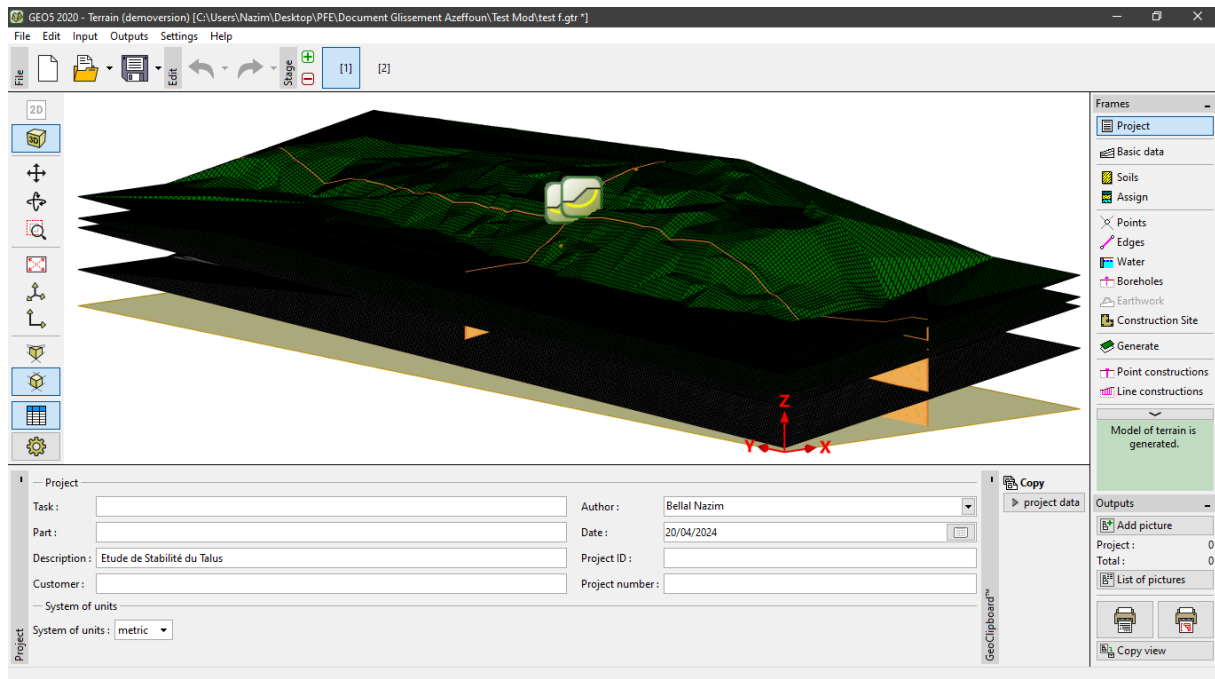 GEO5 2020 - Terrain (demoversion) [C:\Users\Nazim\Desktop\PFE\Document Glissement Azeffoun\Test Mod\test f.gtr *]
File Edit Input Outputs Settings Help
File
Edit
Stage
[1]
[2]
2D
3D
Z
Y
X
Frames
Project
Basic data
Soils
Assign
Points
Edges
Water
Boreholes
Earthwork
Construction Site
Generate
Point constructions
Line constructions
Model of terrain is
generated.
Project
Task :
Author : Bellal Nazim
Part :
Date : 20/04/2024
Description : Etude de Stabilité du Talus
Project ID :
Customer :
Project number :
System of units
System of units : metric
Project
GeoClipboard™
Copy
project data
Outputs
Add picture
Project : 0
Total : 0
List of pictures
Copy view